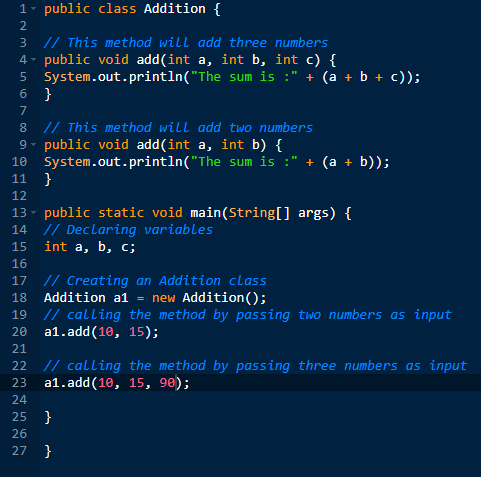 1 public class Addition {
2
3 // This method will add three numbers
4 public void add(int a, int b, int c) {
5 System.out.println("The sum is :" + (a + b + c));
6 }
7
8 // This method will add two numbers
9 public void add(int a, int b) {
10 System.out.println("The sum is :" + (a + b));
11 }
12
13 public static void main(String[] args) {
14 // Declaring variables
15 int a, b, c;
16
17 // Creating an Addition class
18 Addition a1 = new Addition();
19 // calling the method by passing two numbers as input
20 a1.add(10, 15);
21
22 // calling the method by passing three numbers as input
23 a1.add(10, 15, 90);
24
25 }
26
27 }